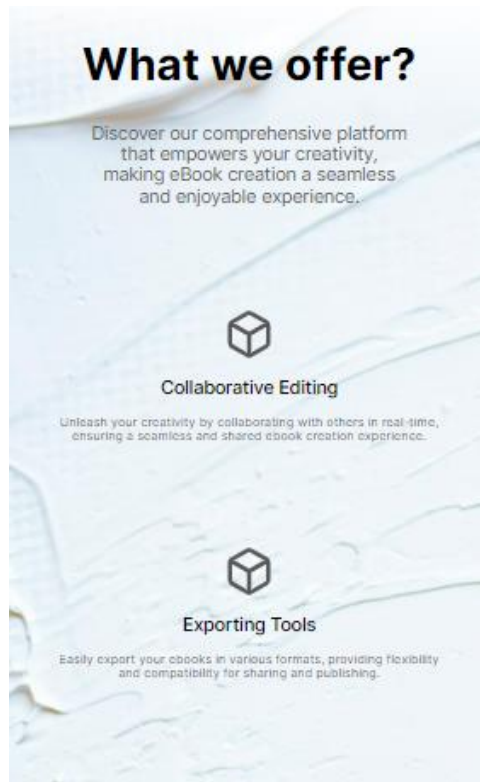 What we offer?
Discover our comprehensive platform
that empowers your creativity,
making eBook creation a seamless
and enjoyable experience.
Collaborative Editing
Unleash your creativity by collaborating with others in real-time,
ensuring a seamless and shared ebook creation experience.
Exporting Tools
Easily export your ebooks in various formats, providing flexibility
and compatibility for sharing and publishing.